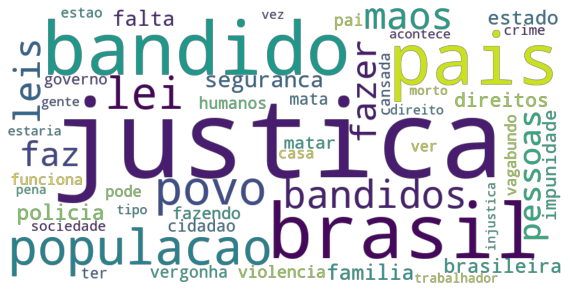 estao
falta
vez
pai
maos
estado
bandido
acontece
crime
pais
leis
governo
seguranca
fazer
cansada
morto
lei
gente
humanos
mata
direito
direitos
justica
estaria
faz
matar
ver
vagabundo
pessoas
impunidade
funciona
casa
pena
pode
povo
bandidos
policia
tipo
fazendo
brasil
injustica
sociedade
cidadao
populacao
ter
vergonha
violencia
familia
brasileira
trabalhador